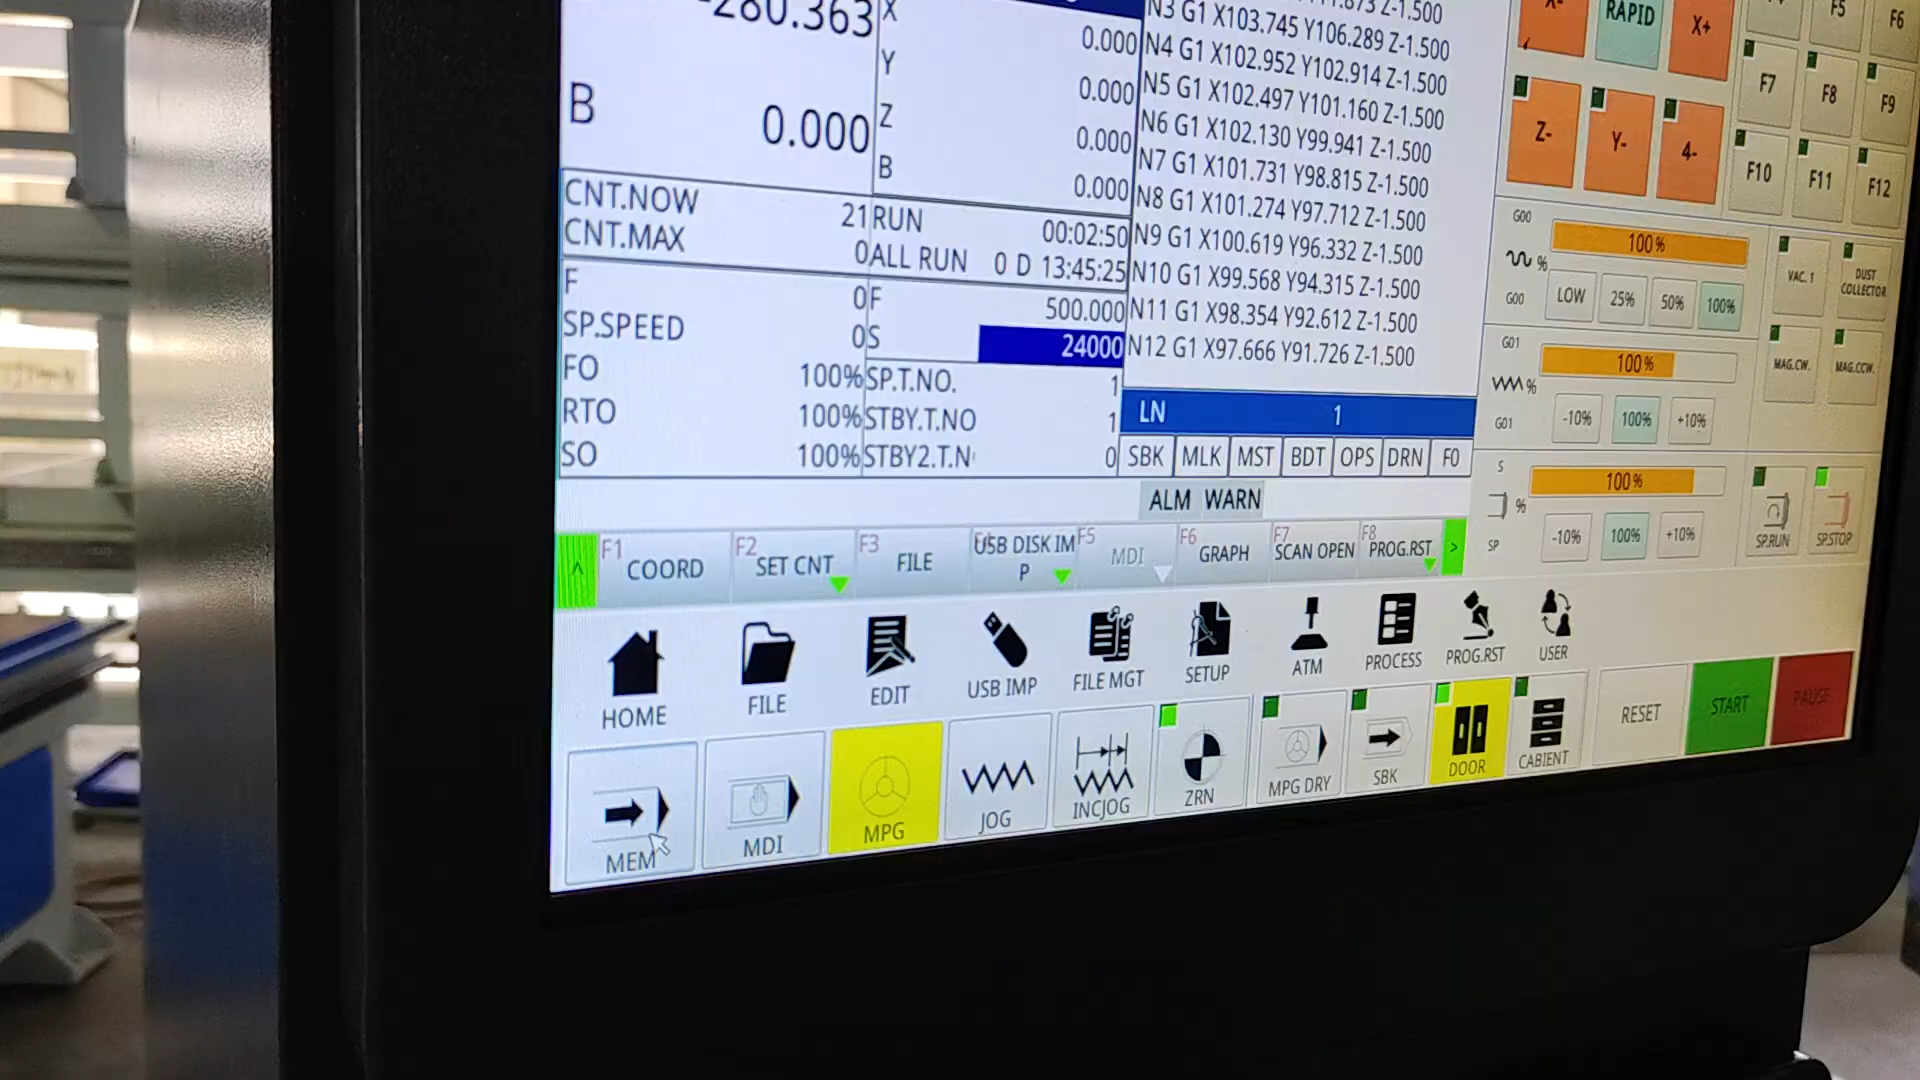 -280.363
B 0.000
CNT.NOW 21
CNT.MAX 0
F 0
SP.SPEED 0
FO 100%
RTO 100%
SO 100%
X 0.000
Y 0.000
Z 0.000
B 0.000
RUN 00:02:50
ALL RUN 0 D 13:45:25
F 500.000
S 24000
SP.T.NO. 1
STBY.T.NO 1
STBY2.T.N 0
N3 G1 X103.745 Y106.289 Z-1.500
N4 G1 X102.952 Y102.914 Z-1.500
N5 G1 X102.497 Y101.160 Z-1.500
N6 G1 X102.130 Y99.941 Z-1.500
N7 G1 X101.731 Y98.815 Z-1.500
N8 G1 X101.274 Y97.712 Z-1.500
N9 G1 X100.619 Y96.332 Z-1.500
N10 G1 X99.568 Y94.315 Z-1.500
N11 G1 X98.354 Y92.612 Z-1.500
N12 G1 X97.666 Y91.726 Z-1.500
LN 1
SBK MLK MST BDT OPS DRN F0
ALM WARN
F1 COORD
F2 SET CNT
F3 FILE
USB DISK IM
P
F5 MDI
F6 GRAPH
F7 SCAN OPEN
F8 PROG.RST
>
HOME FILE EDIT USB IMP FILE MGT SETUP ATM PROCESS PROG.RST USER
MEM MDI MPG JOG INCJOG ZRN MPG DRY SBK DOOR CABIENT RESET START PAUSE
X- RAPID X+
Z- Y- 4-
F5 F6
F7 F8 F9
F10 F11 F12
G00
100%
%
G00 LOW 25% 50% 100%
G01
100%
%
G01 -10% 100% +10%
S
100%
%
SP -10% 100% +10%
VAC. 1
DUST
COLLECTOR
MAG.CW. MAG.CCW.
SP.RUN SP.STOP